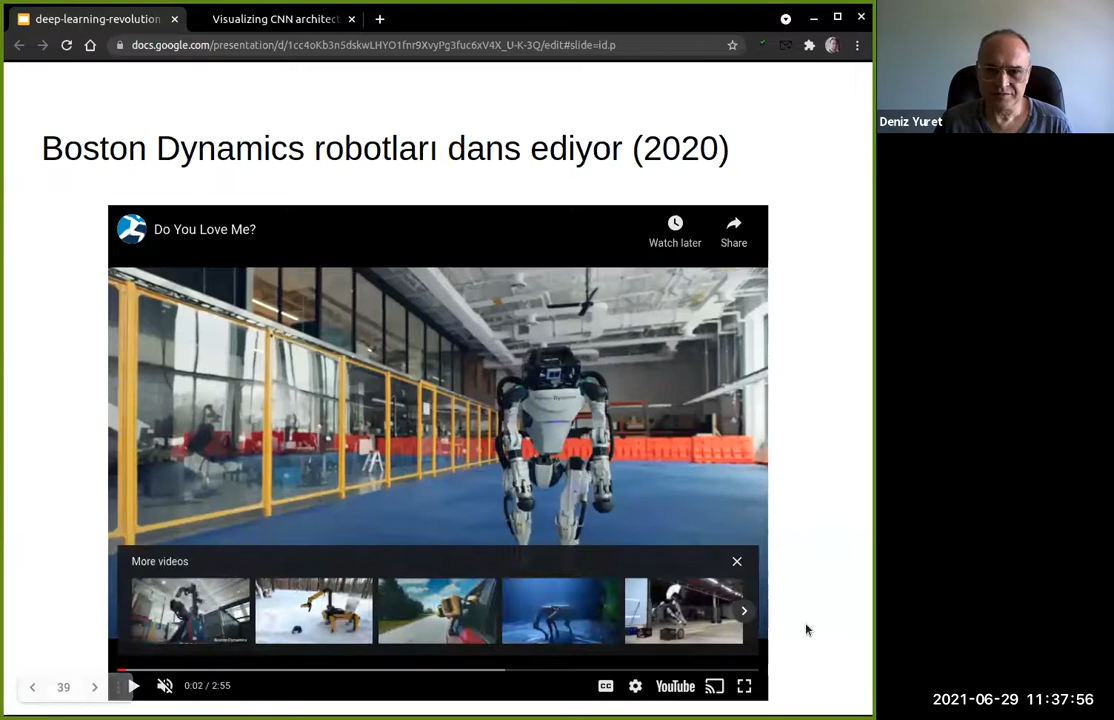 deep-learning-revolution
Visualizing CNN architect
docs.google.com/presentation/d/1cc4oKb3n5dskwLHYO1fnr9XvyPg3fuc6xV4X_U-K-3Q/edit#slide=id.p
Deniz Yuret
Boston Dynamics robotları dans ediyor (2020)
Do You Love Me?
Watch later
Share
More videos
BostonDynamics
39
0:02 / 2:55
CC
YouTube
2021-06-29 11:37:56